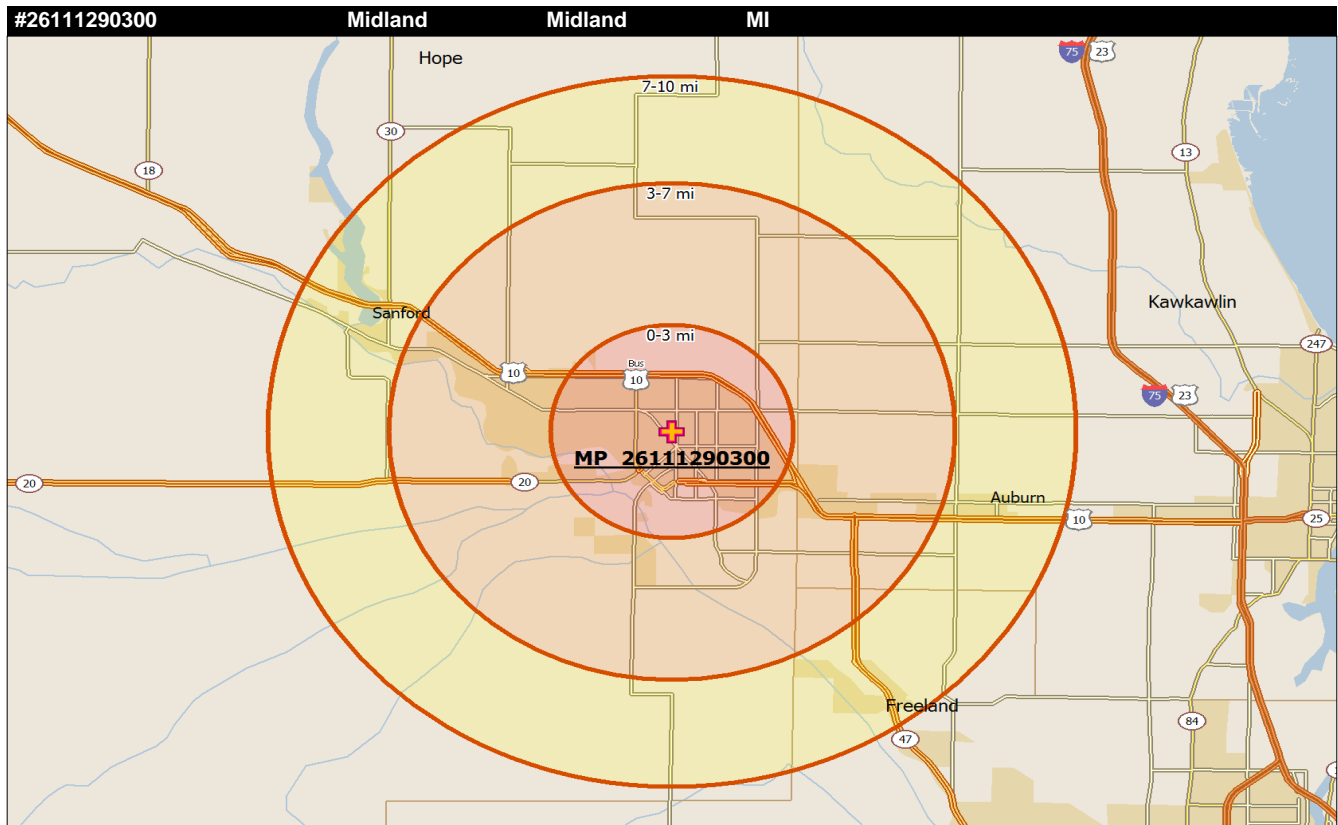 #26111290300 Midland Midland MI
Hope
75 23
7-10 mi
30
13
18
3-7 mi
Kawkawlin
Sanford
0-3 mi
247
Bus
10
10
75 23
MP 26111290300
20
20
Auburn
10
25
Freeland
84
47